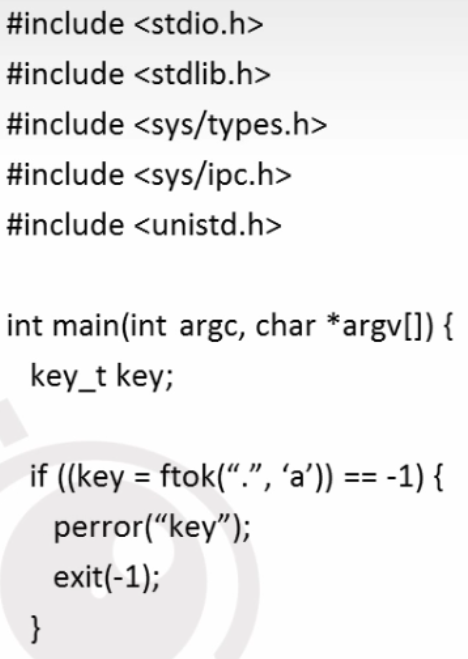 #include <stdio.h>
#include <stdlib.h>
#include <sys/types.h>
#include <sys/ipc.h>
#include <unistd.h>
int main(int argc, char *argv[]) {
key_t key;
if ((key = ftok(“.”, ‘a’)) == -1) {
perror(“key”);
exit(-1);
}